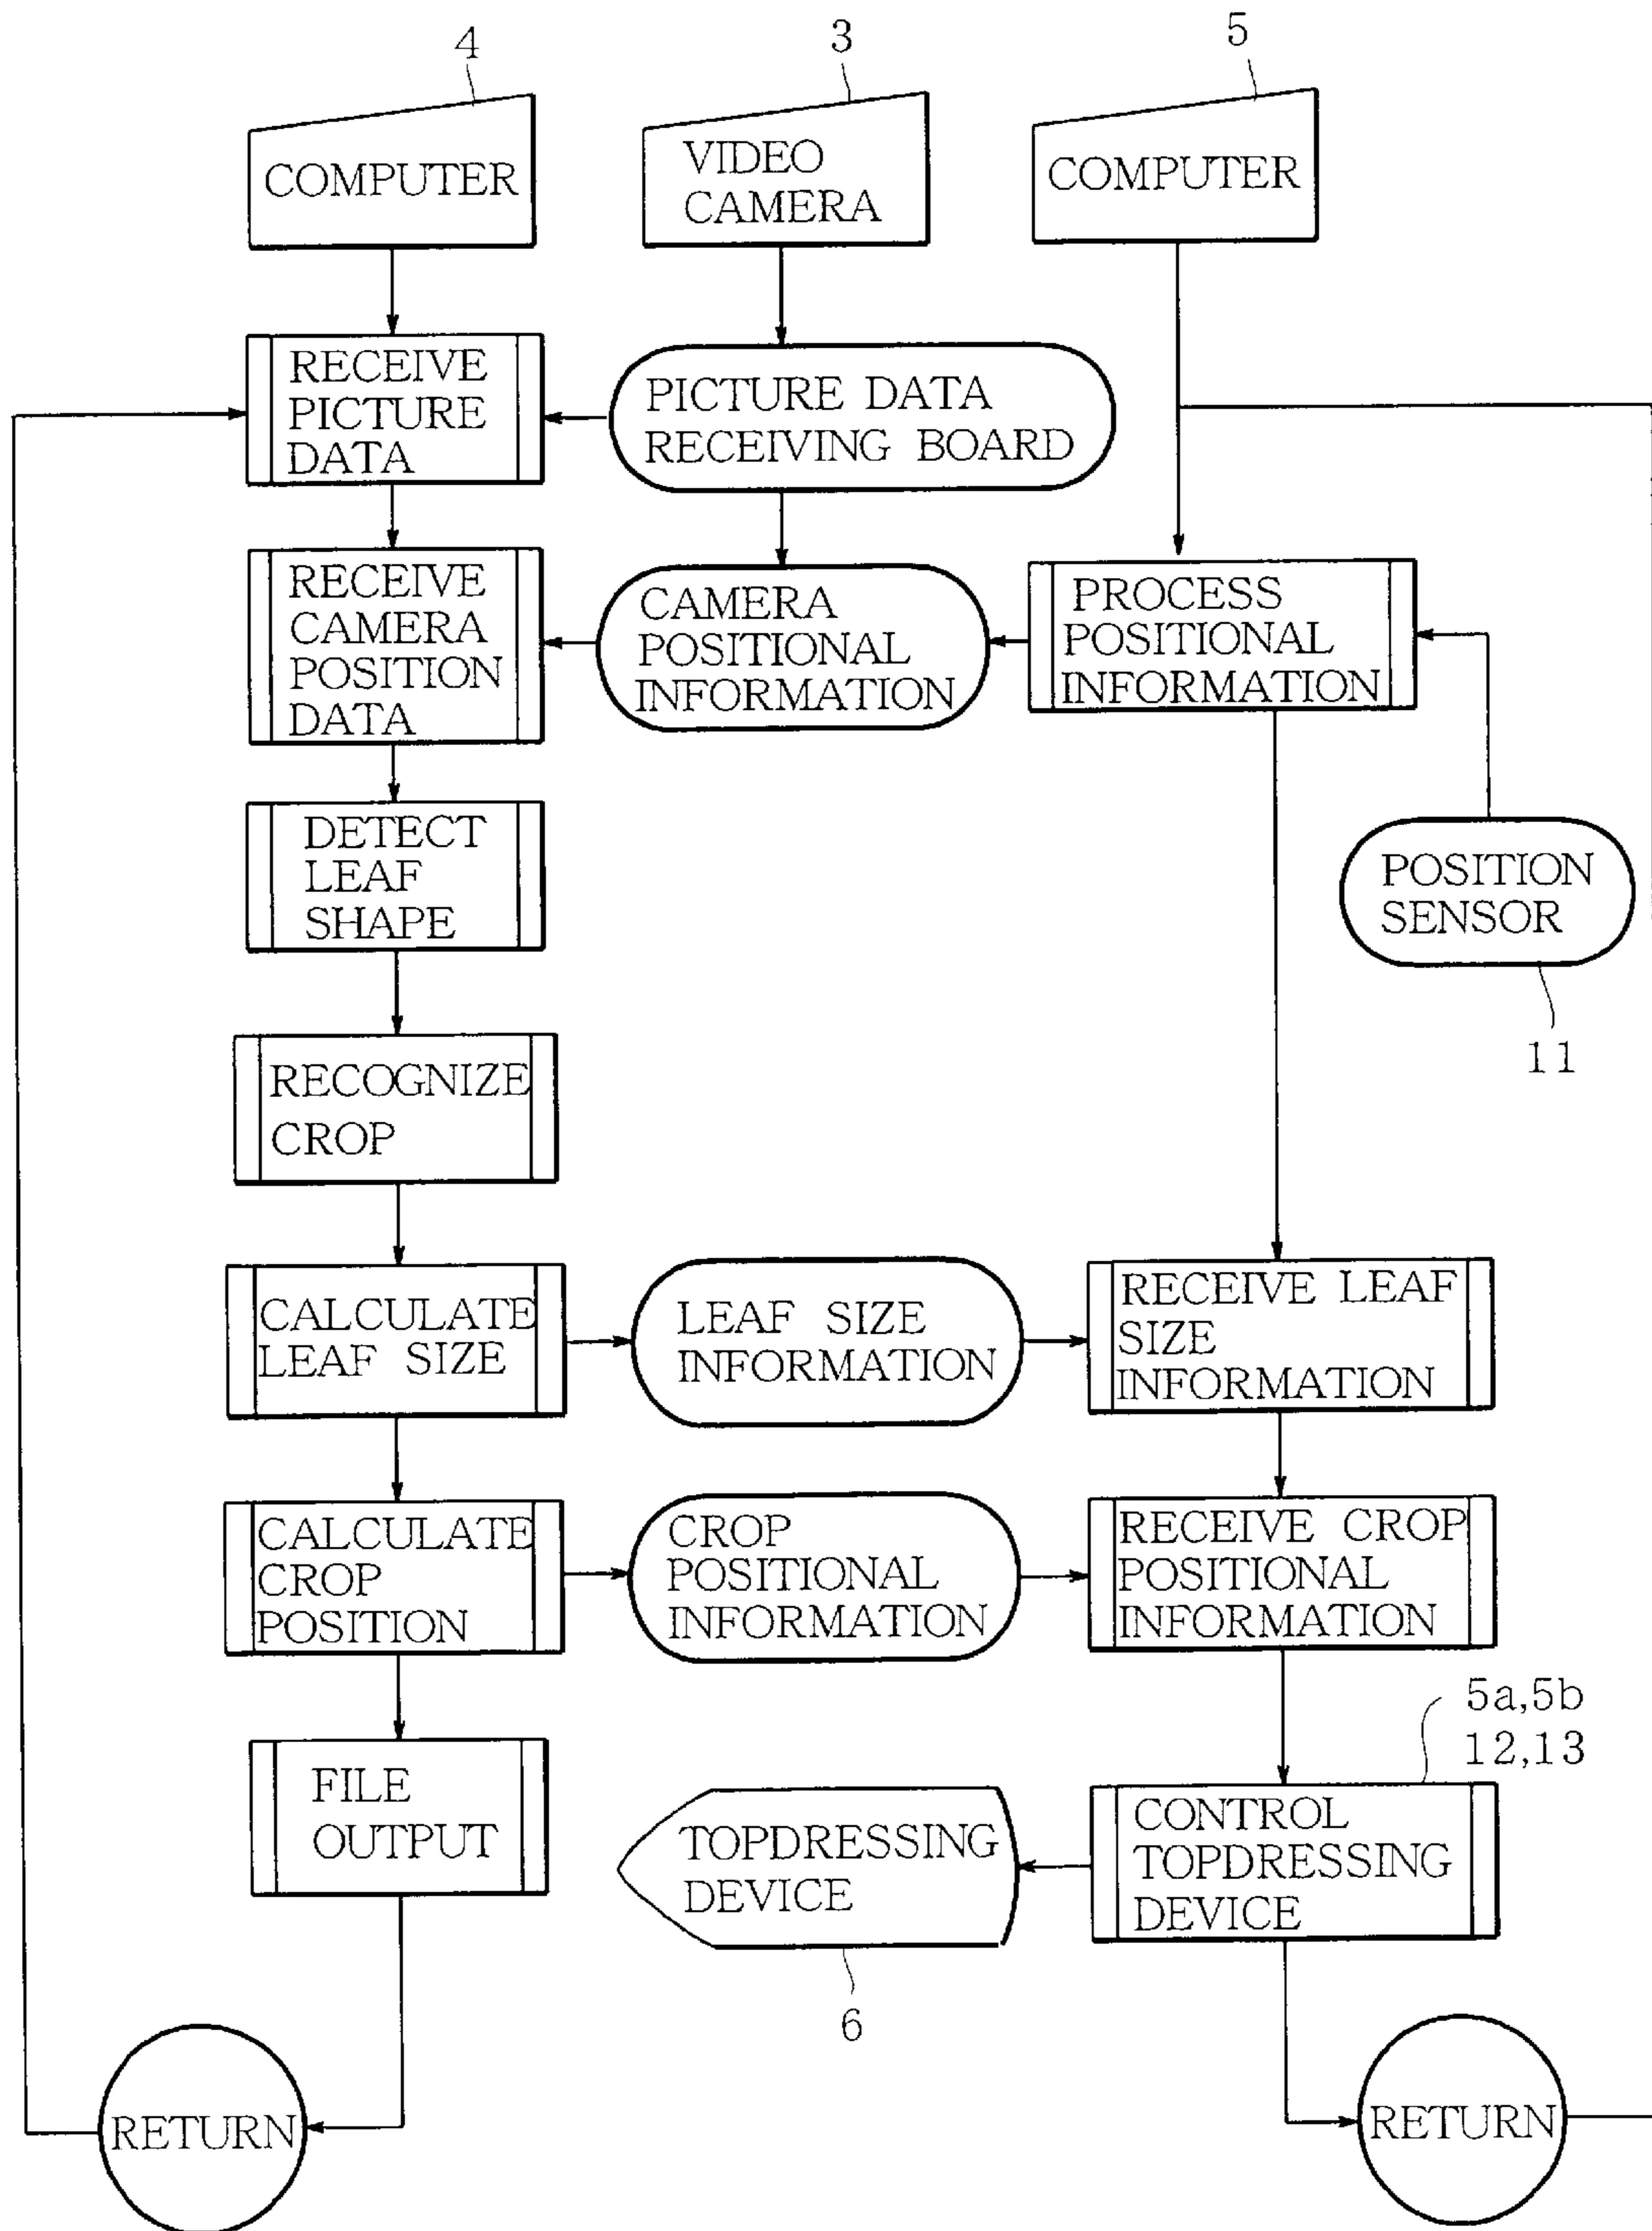 4
3
5
COMPUTER
VIDEO
CAMERA
COMPUTER
RECEIVE
PICTURE
DATA
PICTURE DATA
RECEIVING BOARD
RECEIVE
CAMERA
POSITION
DATA
CAMERA
POSITIONAL
INFORMATION
PROCESS
POSITIONAL
INFORMATION
DETECT
LEAF
SHAPE
POSITION
SENSOR
11
RECOGNIZE
CROP
CALCULATE
LEAF SIZE
LEAF SIZE
INFORMATION
RECEIVE LEAF
SIZE
INFORMATION
CALCULATE
CROP
POSITION
CROP
POSITIONAL
INFORMATION
RECEIVE CROP
POSITIONAL
INFORMATION
5a,5b
12,13
FILE
OUTPUT
TOPDRESSING
DEVICE
6
CONTROL
TOPDRESSING
DEVICE
RETURN
RETURN